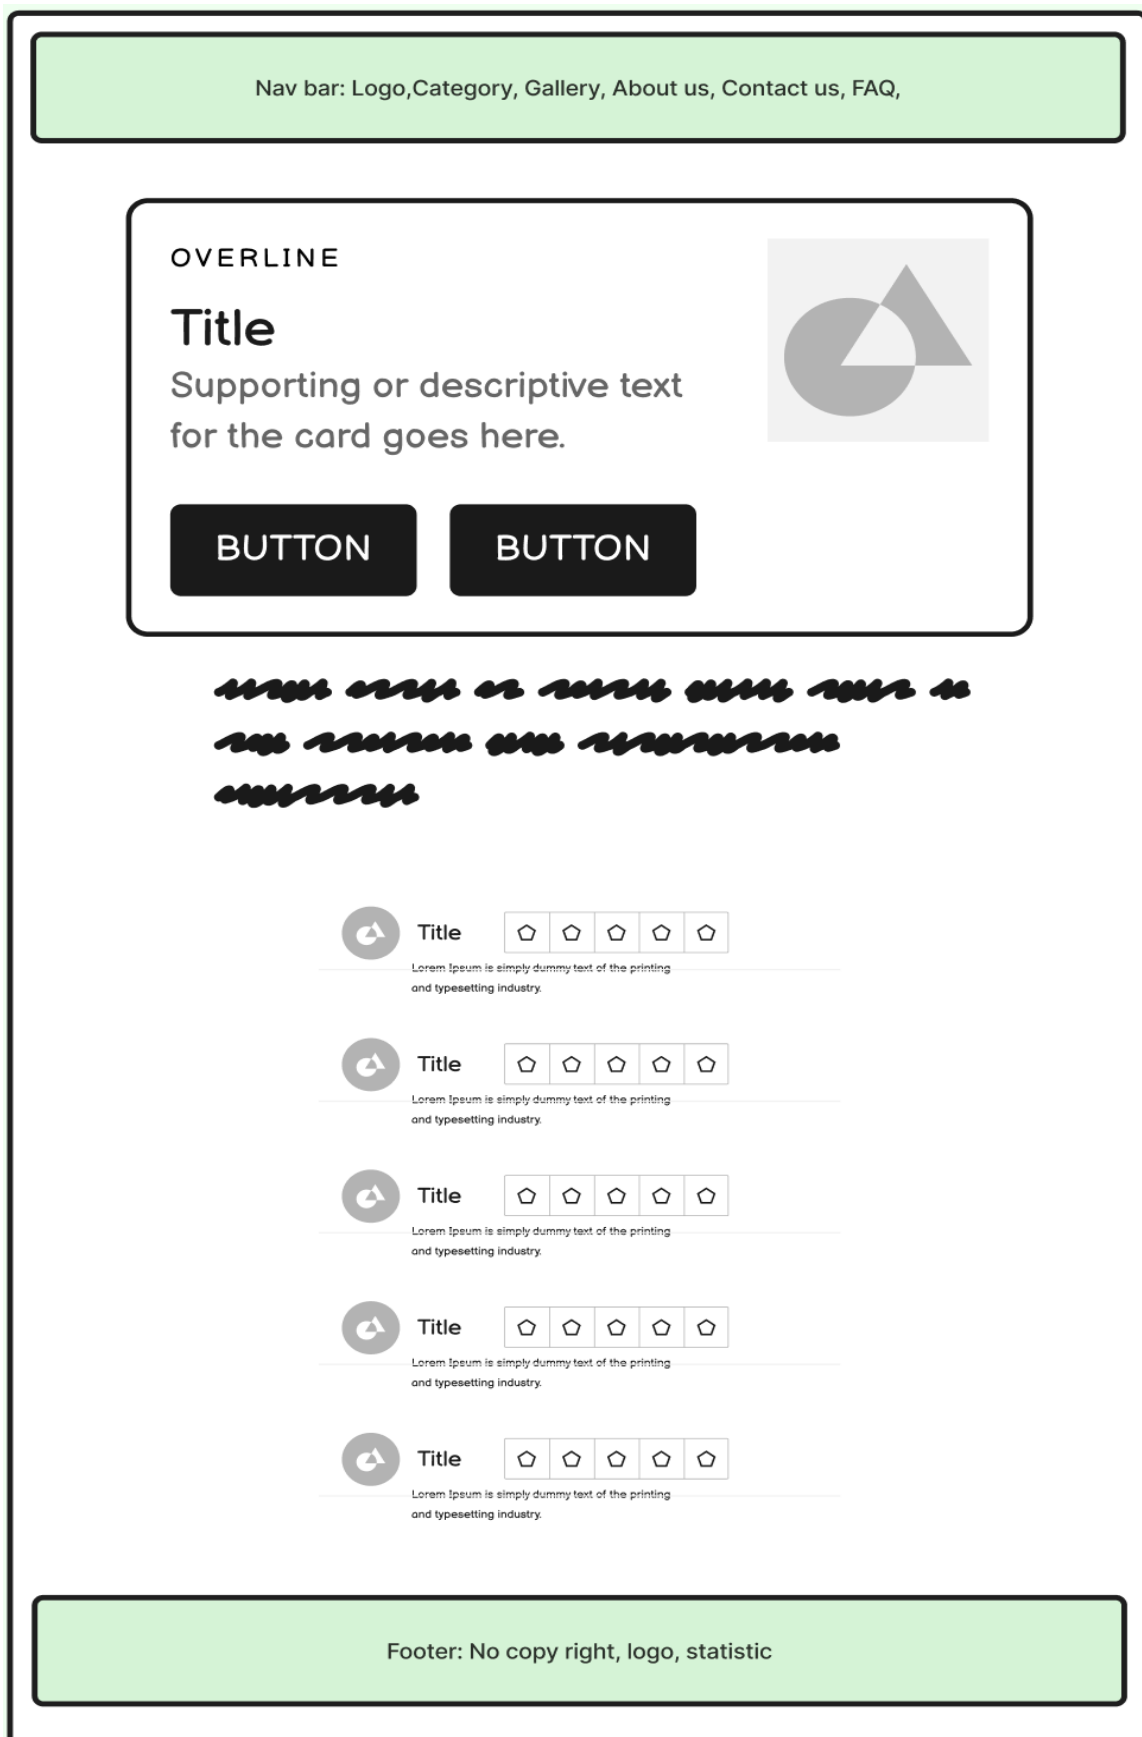 Nav bar: Logo,Category, Gallery, About us, Contact us, FAQ,
OVERLINE
Title
Supporting or descriptive text
for the card goes here.
BUTTON BUTTON
Title
Lorem Ipsum is simply dummy text of the printing
and typesetting industry.
Title
Lorem Ipsum is simply dummy text of the printing
and typesetting industry.
Title
Lorem Ipsum is simply dummy text of the printing
and typesetting industry.
Title
Lorem Ipsum is simply dummy text of the printing
and typesetting industry.
Title
Lorem Ipsum is simply dummy text of the printing
and typesetting industry.
Footer: No copy right, logo, statistic